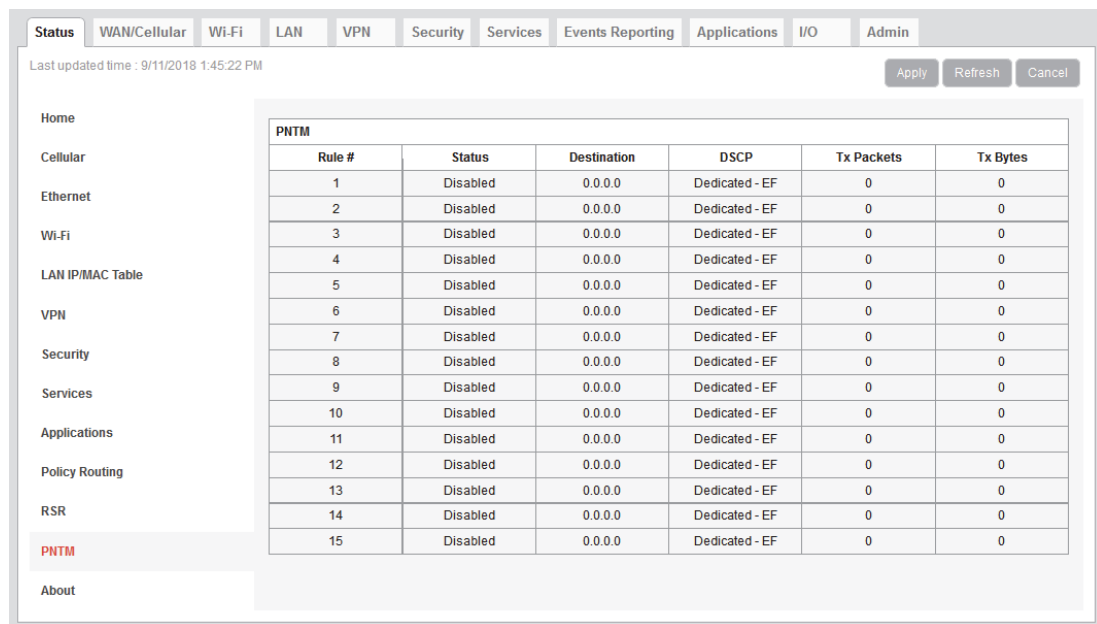 Status WAN/Cellular Wi-Fi LAN VPN Security Services Events Reporting Applications I/O Admin
Last updated time : 9/11/2018 1:45:22 PM
Apply Refresh Cancel
Home
Cellular
Ethernet
Wi-Fi
LAN IP/MAC Table
VPN
Security
Services
Applications
Policy Routing
RSR
PNTM
About
PNTM
Rule # Status Destination DSCP Tx Packets Tx Bytes
1 Disabled 0.0.0.0 Dedicated - EF 0 0
2 Disabled 0.0.0.0 Dedicated - EF 0 0
3 Disabled 0.0.0.0 Dedicated - EF 0 0
4 Disabled 0.0.0.0 Dedicated - EF 0 0
5 Disabled 0.0.0.0 Dedicated - EF 0 0
6 Disabled 0.0.0.0 Dedicated - EF 0 0
7 Disabled 0.0.0.0 Dedicated - EF 0 0
8 Disabled 0.0.0.0 Dedicated - EF 0 0
9 Disabled 0.0.0.0 Dedicated - EF 0 0
10 Disabled 0.0.0.0 Dedicated - EF 0 0
11 Disabled 0.0.0.0 Dedicated - EF 0 0
12 Disabled 0.0.0.0 Dedicated - EF 0 0
13 Disabled 0.0.0.0 Dedicated - EF 0 0
14 Disabled 0.0.0.0 Dedicated - EF 0 0
15 Disabled 0.0.0.0 Dedicated - EF 0 0